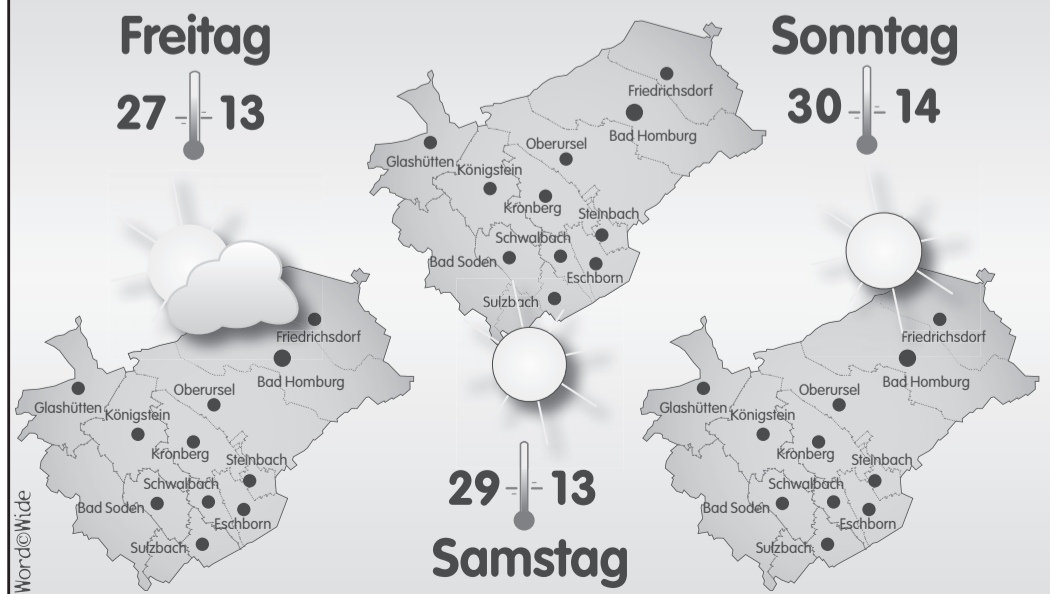 Freitag
27 13
Friedrichsdorf
Bad Homburg
Oberursel
Glashütten
Königstein
Kronberg
Steinbach
Schwalbach
Bad Soden
Eschborn
Sulzbach
Friedrichsdorf
Bad Homburg
Oberursel
Glashütten
Königstein
Kronberg
Steinbach
Schwalbach
Bad Soden
Eschborn
Sulzbach
29 13
Samstag
Sonntag
30 14
Friedrichsdorf
Bad Homburg
Oberursel
Glashütten
Königstein
Kronberg
Steinbach
Schwalbach
Bad Soden
Eschborn
Sulzbach
Word©Wide